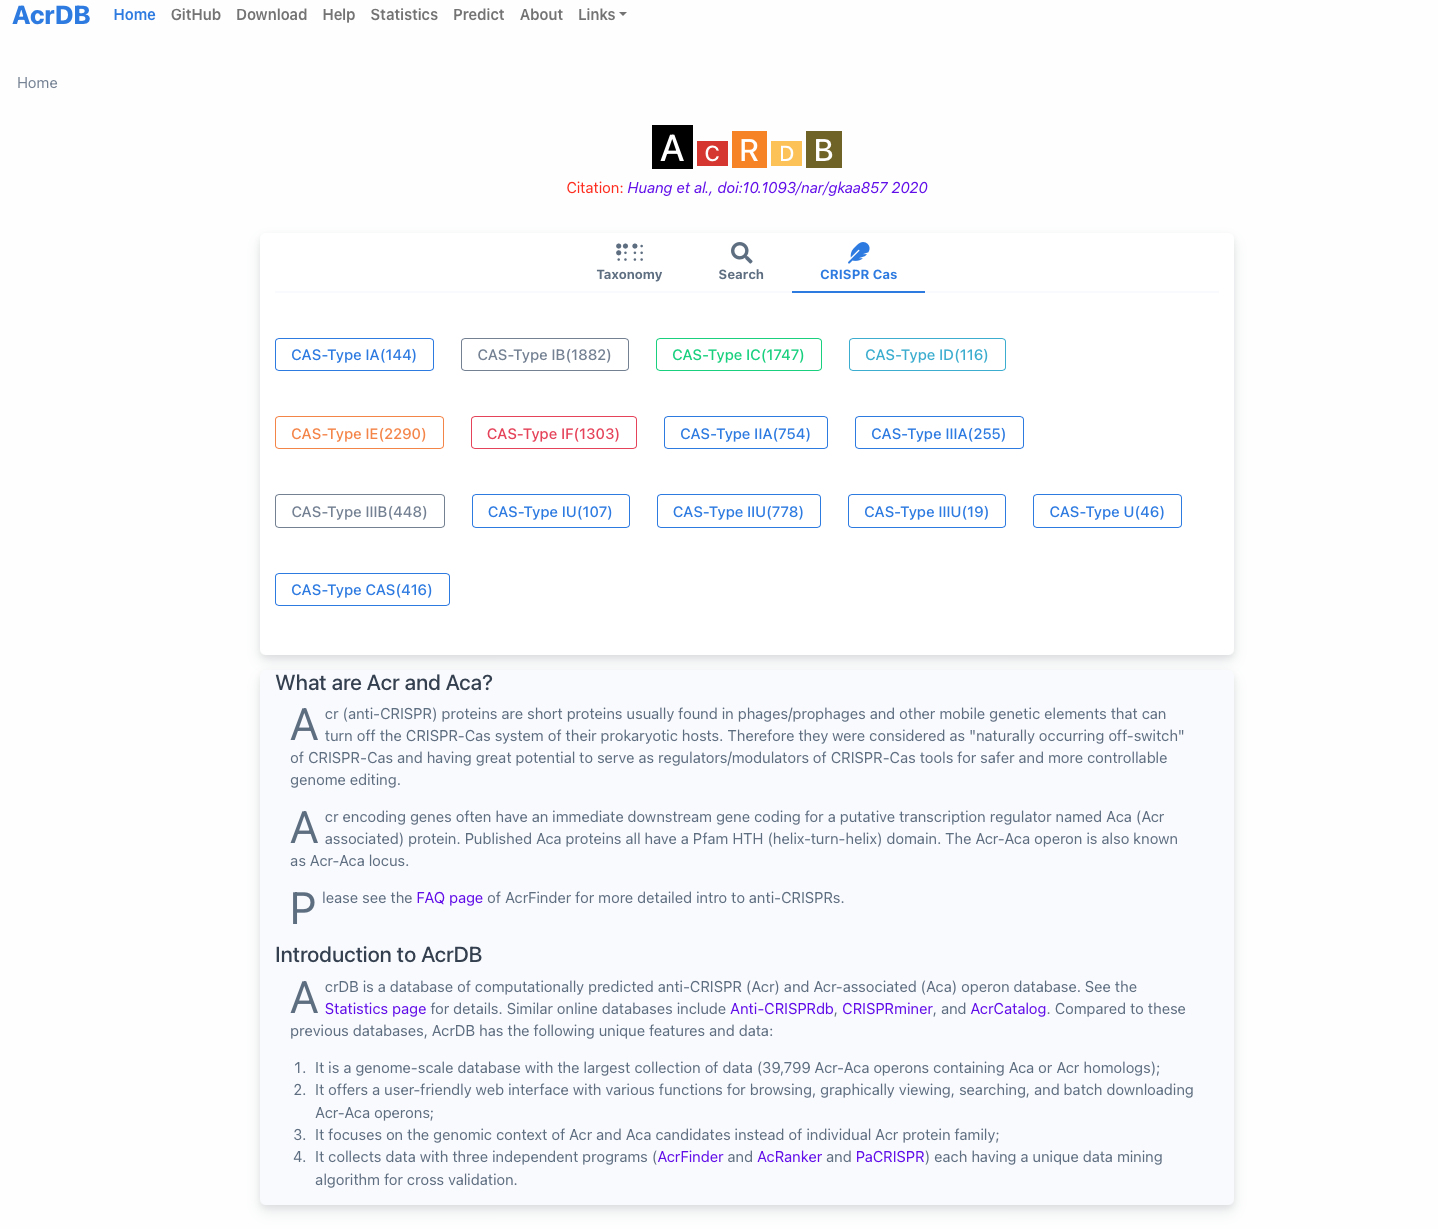 AcrDB Home GitHub Download Help Statistics Predict About Links
Home
AcRDB
Citation: Huang et al., doi:10.1093/nar/gkaa857 2020
Taxonomy Search CRISPR Cas
CAS-Type IA(144) CAS-Type IB(1882) CAS-Type IC(1747) CAS-Type ID(116)
CAS-Type IE(2290) CAS-Type IF(1303) CAS-Type IIA(754) CAS-Type IIIA(255)
CAS-Type IIIB(448) CAS-Type IU(107) CAS-Type IIU(778) CAS-Type IIIU(19) CAS-Type U(46)
CAS-Type CAS(416)
What are Acr and Aca?
Acr (anti-CRISPR) proteins are short proteins usually found in phages/prophages and other mobile genetic elements that can
turn off the CRISPR-Cas system of their prokaryotic hosts. Therefore they were considered as "naturally occurring off-switch"
of CRISPR-Cas and having great potential to serve as regulators/modulators of CRISPR-Cas tools for safer and more controllable
genome editing.
Acr encoding genes often have an immediate downstream gene coding for a putative transcription regulator named Aca (Acr
associated) protein. Published Aca proteins all have a Pfam HTH (helix-turn-helix) domain. The Acr-Aca operon is also known
as Acr-Aca locus.
Please see the FAQ page of AcrFinder for more detailed intro to anti-CRISPRs.
Introduction to AcrDB
AcrDB is a database of computationally predicted anti-CRISPR (Acr) and Acr-associated (Aca) operon database. See the
Statistics page for details. Similar online databases include Anti-CRISPRdb, CRISPRminer, and AcrCatalog. Compared to these
previous databases, AcrDB has the following unique features and data:
1. It is a genome-scale database with the largest collection of data (39,799 Acr-Aca operons containing Aca or Acr homologs);
2. It offers a user-friendly web interface with various functions for browsing, graphically viewing, searching, and batch downloading
Acr-Aca operons;
3. It focuses on the genomic context of Acr and Aca candidates instead of individual Acr protein family;
4. It collects data with three independent programs (AcrFinder and AcRanker and PaCRISPR) each having a unique data mining
algorithm for cross validation.